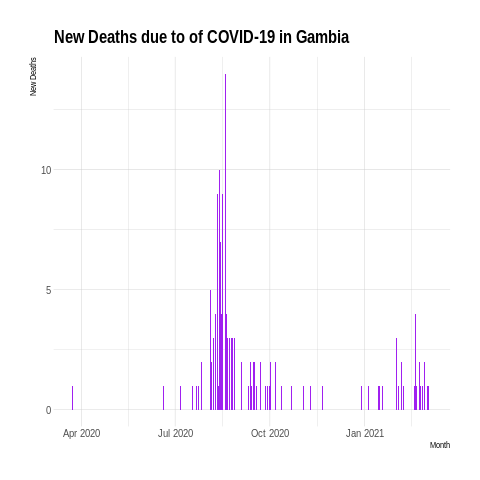 New Deaths due to of COVID-19 in Gambia
New Deaths
10
5
0
Apr 2020
Jul 2020
Oct 2020
Jan 2021
Month